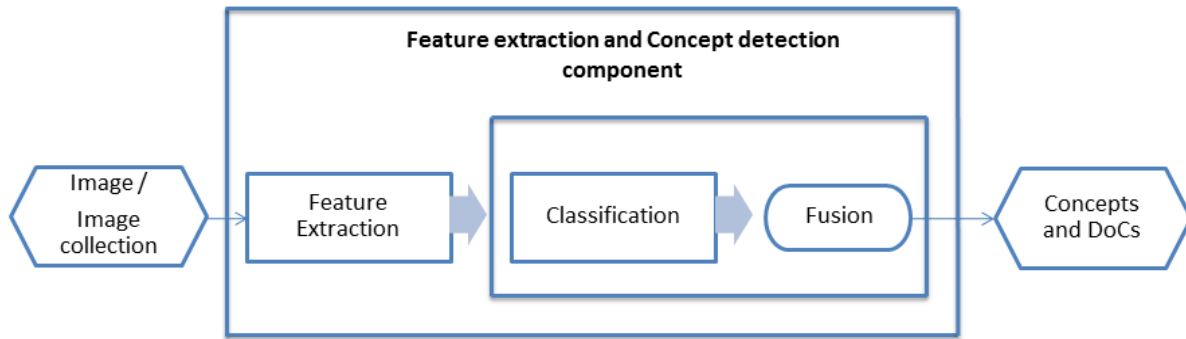 Feature extraction and Concept detection
component
Image /
Image
collection
Feature
Extraction
Classification
Fusion
Concepts
and DoCs